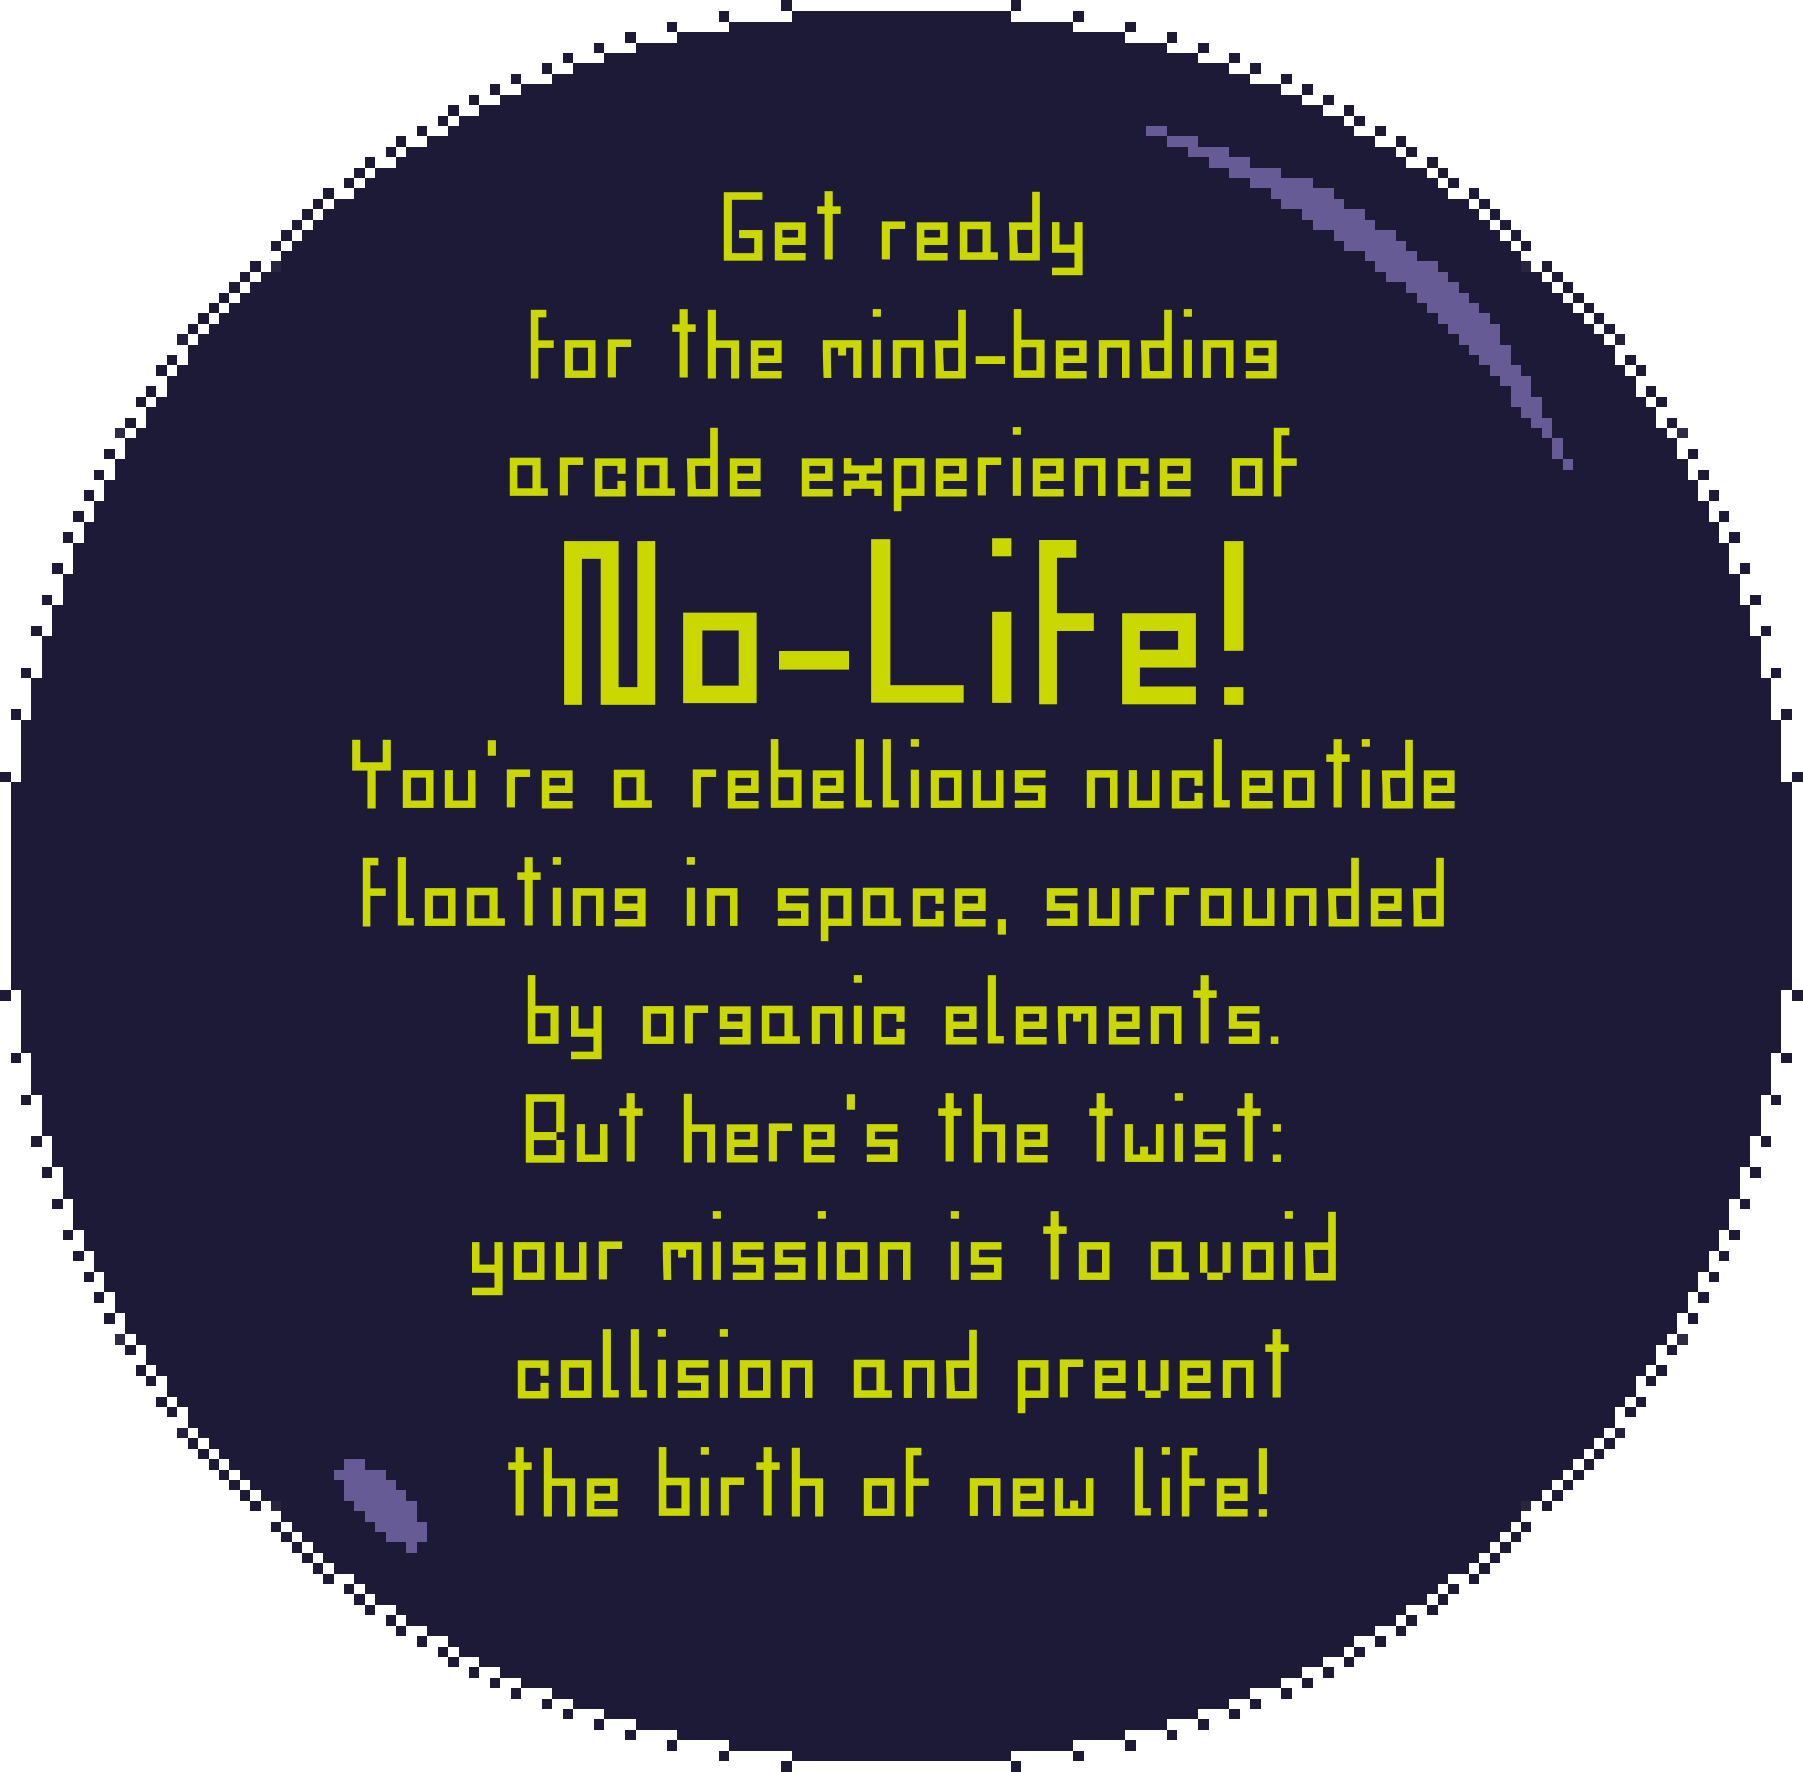 Get ready
for the mind-bending
arcade experience of
No-Life!
You're a rebellious nucleotide
floating in space, surrounded
by organic elements.
But here's the twist:
your mission is to avoid
collision and prevent
the birth of new life!